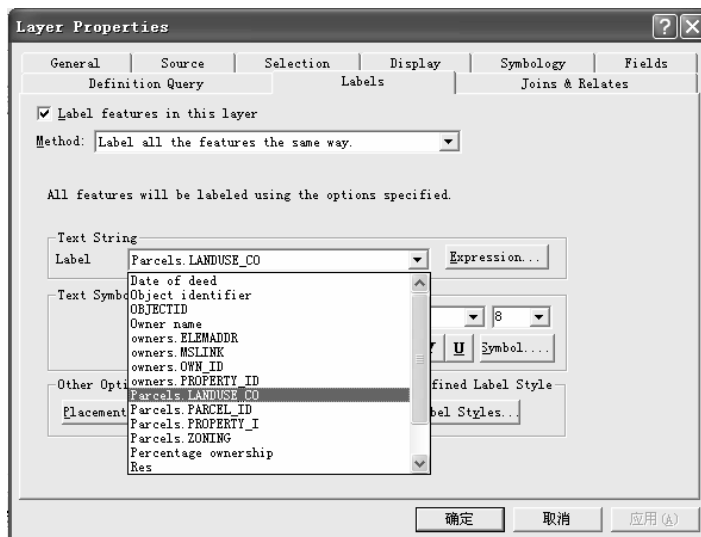 Layer Properties
General Source Selection Display Symbology Fields
Definition Query Labels Joins & Relates
Label features in this layer
Method: Label all the features the same way.
All features will be labeled using the options specified.
Text String
Label Parcels.LANDUSE_CO Expression...
Date of deed
Object identifier
OBJECTID
Owner name
owners.ELEMADDR
owners.MSLINK
owners.OWN_ID
owners.PROPERTY_ID
Parcels.LANDUSE_CO
Parcels.PARCEL_ID
Parcels.PROPERTY_I
Parcels.ZONING
Percentage ownership
Res
Text Symbo
8
U Symbol....
Other Opti fined Label Style
Placement bel Styles...
确定 取消 应用(A)